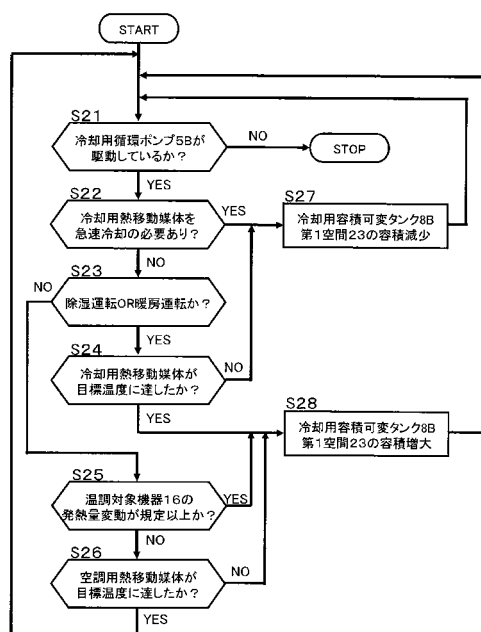 START
S21
冷却用循環ポンプ5Bが
駆動しているか？
NO
STOP
YES
S22
冷却用熱移動媒体を
急速冷却の必要あり？
YES
S27
冷却用容積可変タンク8B
第1空間23の容積減少
NO
S23
除湿運転OR暖房運転か？
NO
YES
S24
冷却用熱移動媒体が
目標温度に達したか？
NO
YES
S28
冷却用容積可変タンク8B
第1空間23の容積増大
S25
温調対象機器16の
発熱量変動が規定以上か？
YES
NO
S26
空調用熱移動媒体が
目標温度に達したか？
NO
YES